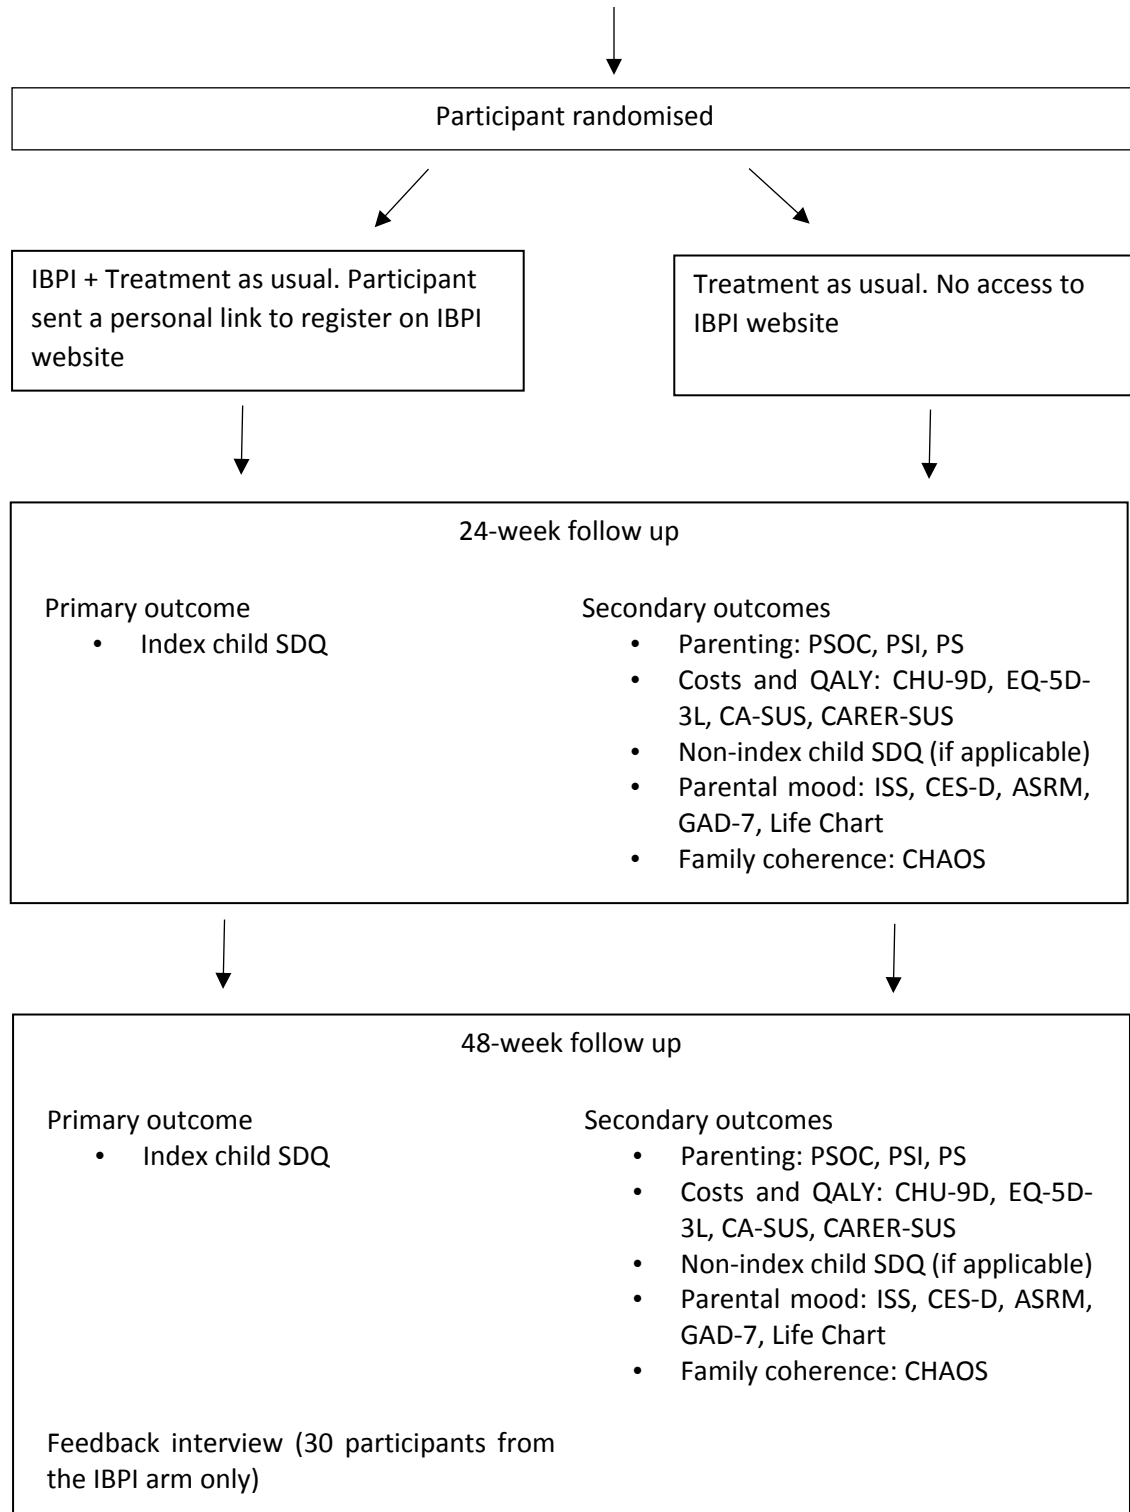 Participant randomised
IBPI + Treatment as usual. Participant
sent a personal link to register on IBPI
website
Treatment as usual. No access to
IBPI website
24-week follow up
Primary outcome
• Index child SDQ
Secondary outcomes
• Parenting: PSOC, PSI, PS
• Costs and QALY: CHU-9D, EQ-5D-
3L, CA-SUS, CARER-SUS
• Non-index child SDQ (if applicable)
• Parental mood: ISS, CES-D, ASRM,
GAD-7, Life Chart
• Family coherence: CHAOS
48-week follow up
Primary outcome
• Index child SDQ
Secondary outcomes
• Parenting: PSOC, PSI, PS
• Costs and QALY: CHU-9D, EQ-5D-
3L, CA-SUS, CARER-SUS
• Non-index child SDQ (if applicable)
• Parental mood: ISS, CES-D, ASRM,
GAD-7, Life Chart
• Family coherence: CHAOS
Feedback interview (30 participants from
the IBPI arm only)